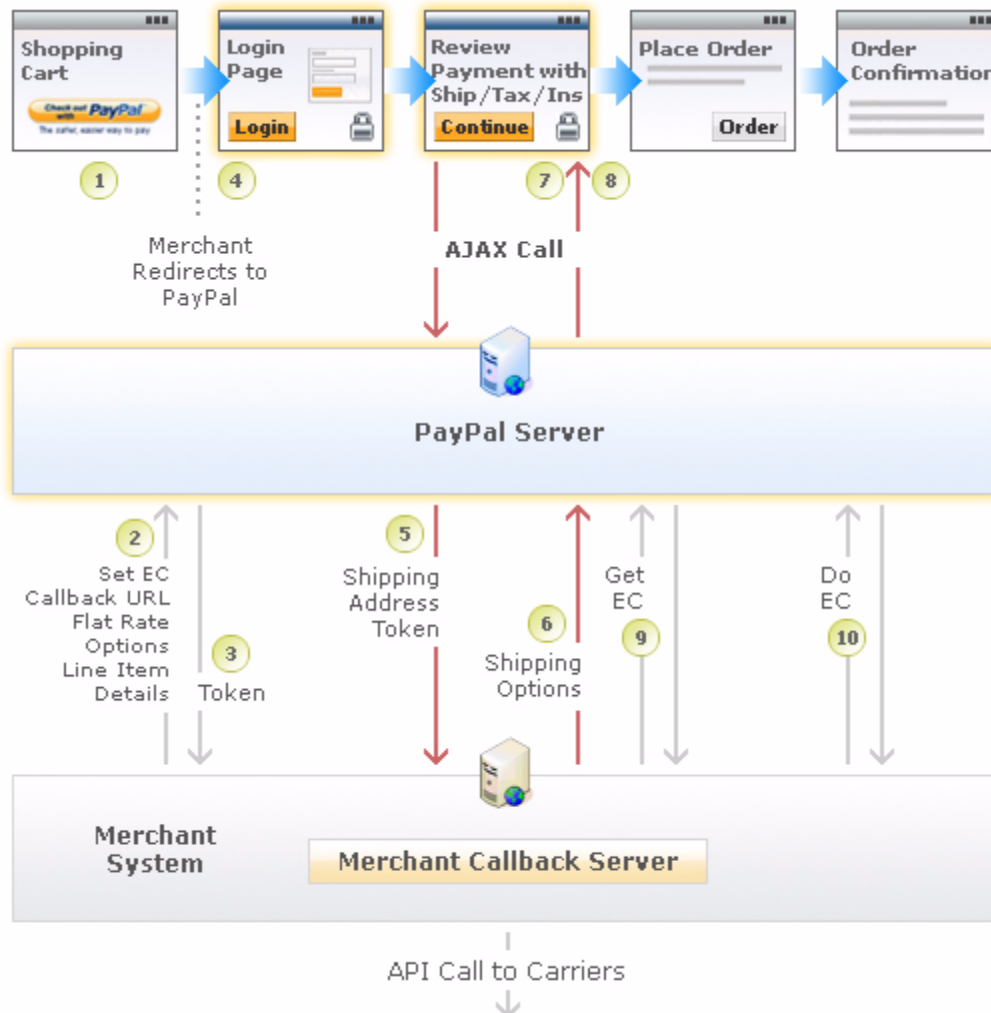 Shopping
Cart
Check out
with PayPal
The safer, easier way to pay
Login
Page
Login
Review
Payment with
Ship/Tax/Ins
Continue
Place Order
Order
Order
Confirmation
1
4
7
8
Merchant
Redirects to
PayPal
AJAX Call
PayPal Server
2
Set EC
Callback URL
Flat Rate
Options
Line Item
Details
3
Token
5
Shipping
Address
Token
6
Shipping
Options
Get
EC
9
Do
EC
10
Merchant
System
Merchant Callback Server
API Call to Carriers